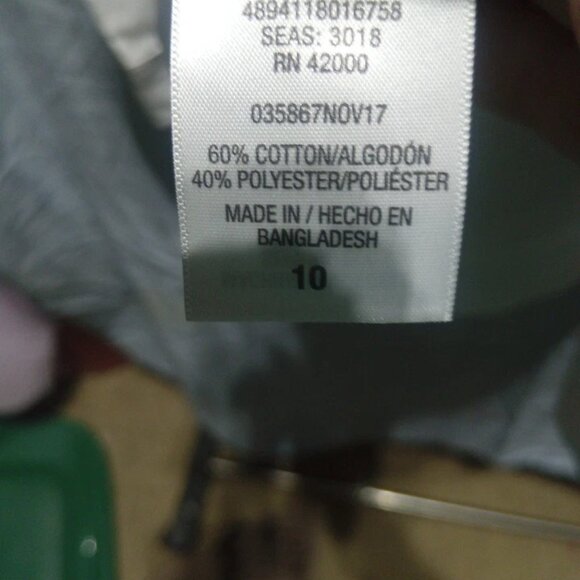 4894118016758
SEAS: 3018
RN 42000
035867NOV17
60% COTTON/ALGODÓN
40% POLYESTER/POLIÉSTER
MADE IN / HECHO EN
BANGLADESH
10